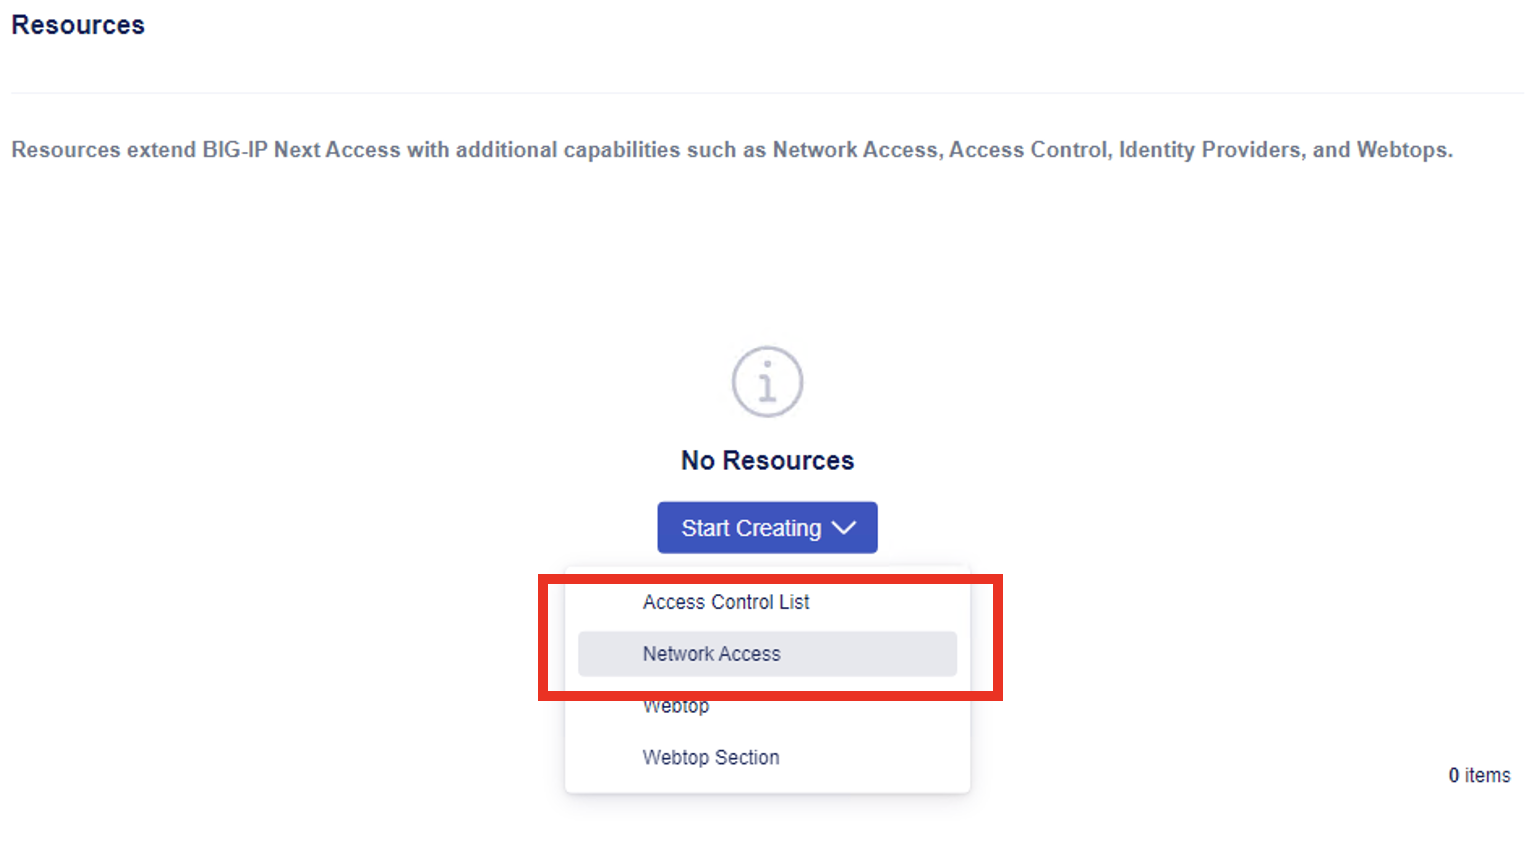 Resources
Resources extend BIG-IP Next Access with additional capabilities such as Network Access, Access Control, Identity Providers, and Webtops.
No Resources
Start Creating
Access Control List
Network Access
Webtop
Webtop Section
0 items